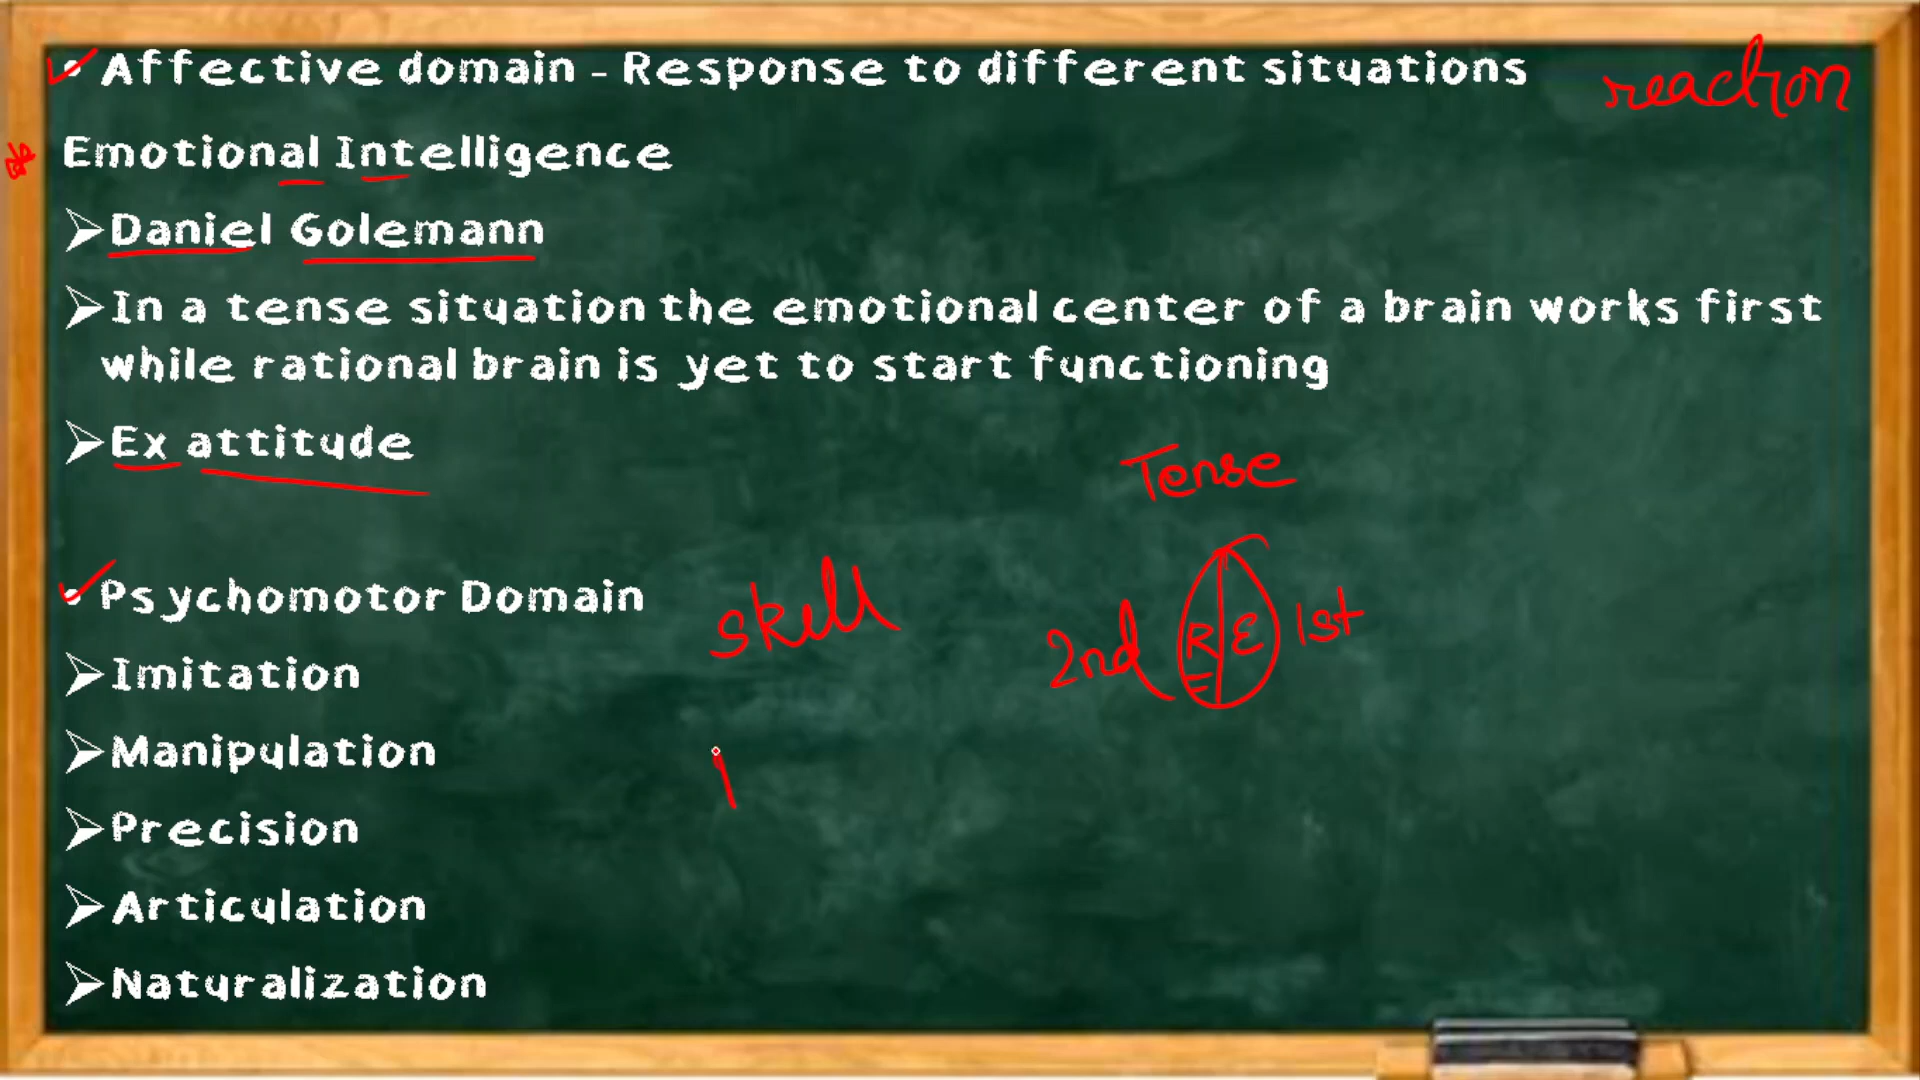 • Affective domain - Response to different situations reaction
Emotional Intelligence
➢Daniel Golemann
➢In a tense situation the emotional center of a brain works first
while rational brain is yet to start functioning
➢Ex attitude
Tense
• Psychomotor Domain
skill
2nd R E 1st
➢Imitation
➢Manipulation
➢Precision
➢Articulation
➢Naturalization